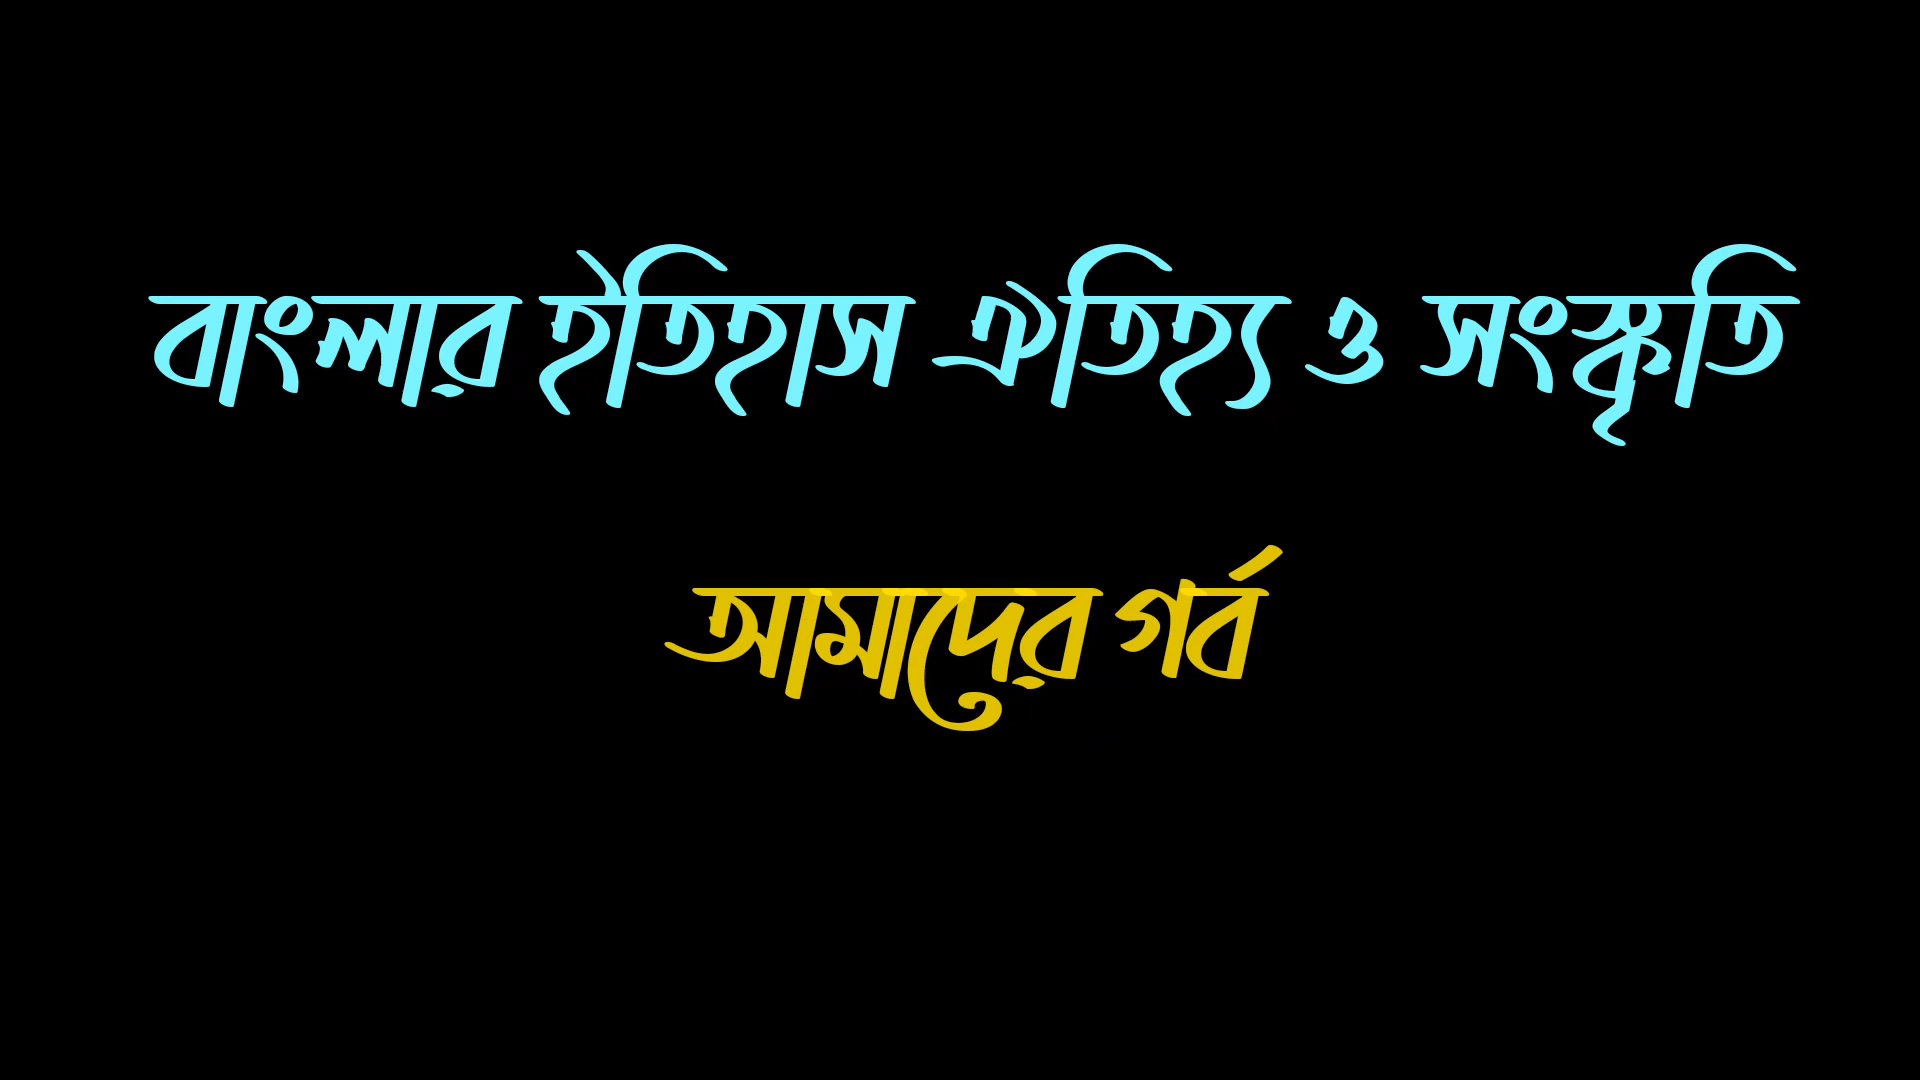 বাংলার ইতিহাস ঐতিহ্য ও সংস্কৃতি
আমাদের গর্ব